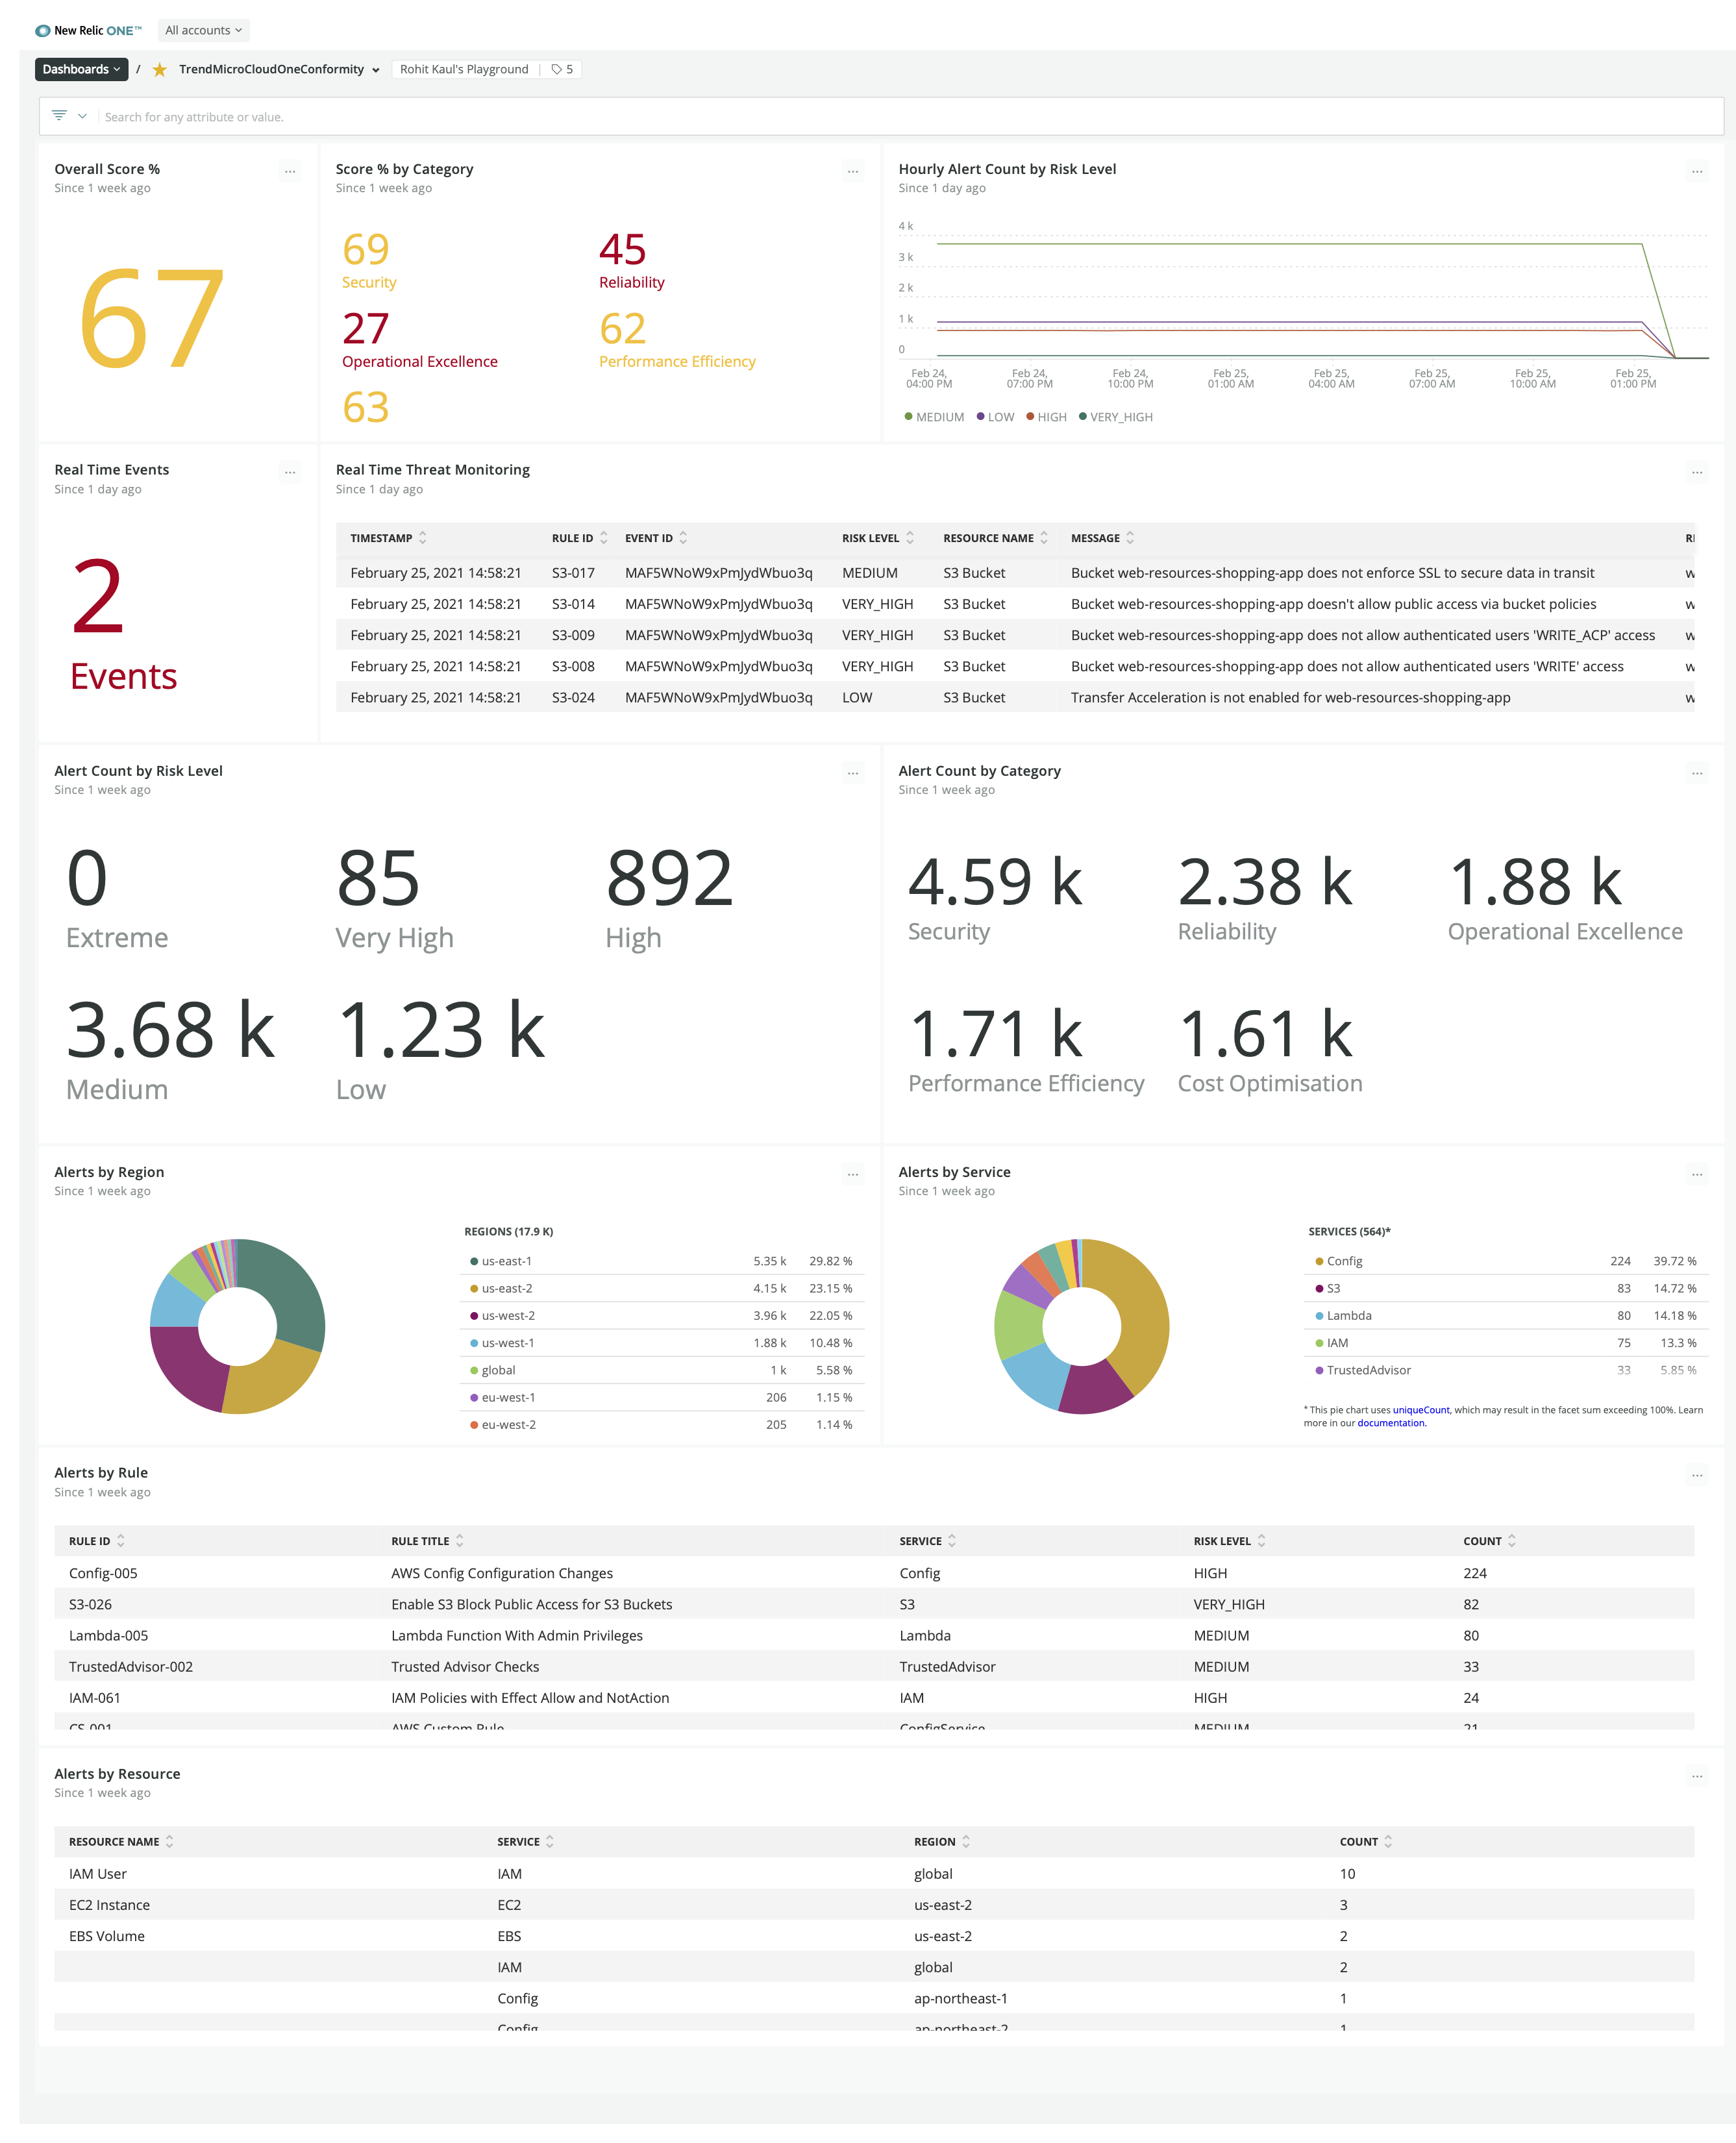 New Relic ONE™ All accounts
Dashboards / TrendMicroCloudOneConformity Rohit Kaul's Playground 5
Search for any attribute or value.
Overall Score %
Since 1 week ago
67
Score % by Category
Since 1 week ago
69 45
Security Reliability
27 62
Operational Excellence Performance Efficiency
63
Hourly Alert Count by Risk Level
Since 1 day ago
4 k
3 k
2 k
1 k
0
Feb 24, Feb 24, Feb 24, Feb 25, Feb 25, Feb 25, Feb 25, Feb 25,
04:00 PM 07:00 PM 10:00 PM 01:00 AM 04:00 AM 07:00 AM 10:00 AM 01:00 PM
MEDIUM LOW HIGH VERY_HIGH
Real Time Events
Since 1 day ago
2
Events
Real Time Threat Monitoring
Since 1 day ago
TIMESTAMP RULE ID EVENT ID RISK LEVEL RESOURCE NAME MESSAGE
February 25, 2021 14:58:21 S3-017 MAF5WNoW9xPmJydWbuo3q MEDIUM S3 Bucket Bucket web-resources-shopping-app does not enforce SSL to secure data in transit
February 25, 2021 14:58:21 S3-014 MAF5WNoW9xPmJydWbuo3q VERY_HIGH S3 Bucket Bucket web-resources-shopping-app doesn't allow public access via bucket policies
February 25, 2021 14:58:21 S3-009 MAF5WNoW9xPmJydWbuo3q VERY_HIGH S3 Bucket Bucket web-resources-shopping-app does not allow authenticated users 'WRITE_ACP' access
February 25, 2021 14:58:21 S3-008 MAF5WNoW9xPmJydWbuo3q VERY_HIGH S3 Bucket Bucket web-resources-shopping-app does not allow authenticated users 'WRITE' access
February 25, 2021 14:58:21 S3-024 MAF5WNoW9xPmJydWbuo3q LOW S3 Bucket Transfer Acceleration is not enabled for web-resources-shopping-app
Alert Count by Risk Level
Since 1 week ago
0 85 892
Extreme Very High High
3.68 k 1.23 k
Medium Low
Alert Count by Category
Since 1 week ago
4.59 k 2.38 k 1.88 k
Security Reliability Operational Excellence
1.71 k 1.61 k
Performance Efficiency Cost Optimisation
Alerts by Region
Since 1 week ago
REGIONS (17.9 K)
us-east-1 5.35 k 29.82 %
us-east-2 4.15 k 23.15 %
us-west-2 3.96 k 22.05 %
us-west-1 1.88 k 10.48 %
global 1 k 5.58 %
eu-west-1 206 1.15 %
eu-west-2 205 1.14 %
Alerts by Service
Since 1 week ago
SERVICES (564)*
Config 224 39.72 %
S3 83 14.72 %
Lambda 80 14.18 %
IAM 75 13.3 %
TrustedAdvisor 33 5.85 %
* This pie chart uses uniqueCount, which may result in the facet sum exceeding 100%. Learn
more in our documentation.
Alerts by Rule
Since 1 week ago
RULE ID RULE TITLE SERVICE RISK LEVEL COUNT
Config-005 AWS Config Configuration Changes Config HIGH 224
S3-026 Enable S3 Block Public Access for S3 Buckets S3 VERY_HIGH 82
Lambda-005 Lambda Function With Admin Privileges Lambda MEDIUM 80
TrustedAdvisor-002 Trusted Advisor Checks TrustedAdvisor MEDIUM 33
IAM-061 IAM Policies with Effect Allow and NotAction IAM HIGH 24
CS-001 AWS Custom Rule ConfigService MEDIUM 21
Alerts by Resource
Since 1 week ago
RESOURCE NAME SERVICE REGION COUNT
IAM User IAM global 10
EC2 Instance EC2 us-east-2 3
EBS Volume EBS us-east-2 2
IAM global 2
Config ap-northeast-1 1
Config ap-northeast-2 1